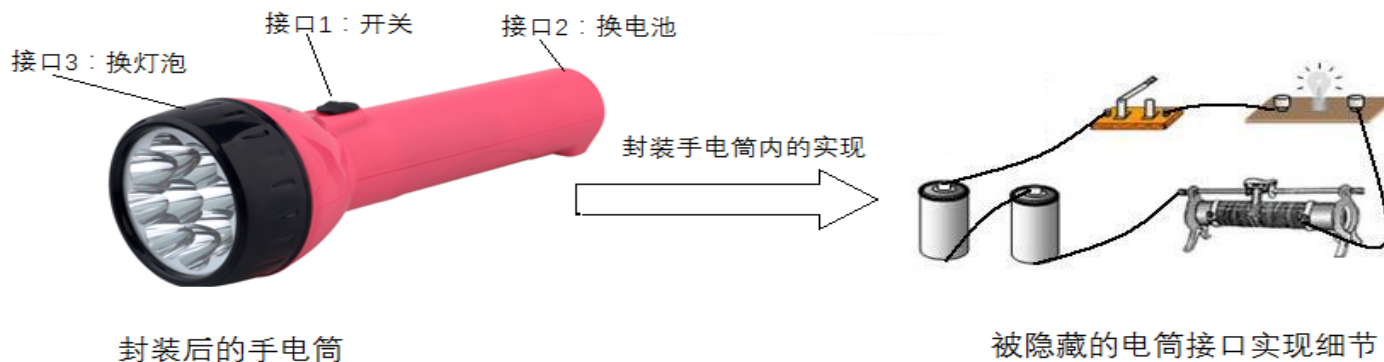 接口1：开关
接口2：换电池
接口3：换灯泡
封装手电筒内的实现
封装后的手电筒
被隐藏的电筒接口实现细节